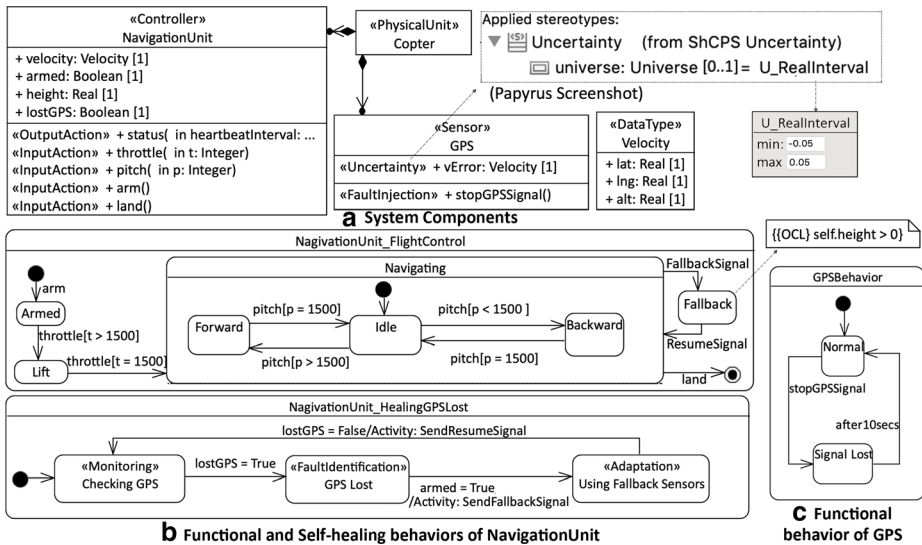 «Controller»
NavigationUnit
+ velocity: Velocity [1]
+ armed: Boolean [1]
+ height: Real [1]
+ lostGPS: Boolean [1]
«OutputAction» + status( in heartbeatInterval: ...
«InputAction» + throttle( in t: Integer)
«InputAction» + pitch( in p: Integer)
«InputAction» + arm()
«InputAction» + land()
«PhysicalUnit»
Copter
Applied stereotypes:
<S> Uncertainty (from ShCPS Uncertainty)
universe: Universe [0..1]= U_RealInterval
(Papyrus Screenshot)
«Sensor»
GPS
«Uncertainty» + vError: Velocity [1]
«FaultInjection» + stopGPSSignal()
«DataType»
Velocity
+ lat: Real [1]
+ lng: Real [1]
+ alt: Real [1]
U_RealInterval
min: -0.05
max 0.05
a System Components
NagivationUnit_FlightControl
arm
Armed
throttle[t > 1500]
Lift
throttle[t = 1500]
Navigating
Forward
pitch[p = 1500]
Idle
pitch[p < 1500 ]
Backward
pitch[p > 1500]
pitch[p = 1500]
FallbackSignal
Fallback
ResumeSignal
land
{{OCL} self.height > 0}
NagivationUnit_HealingGPSLost
lostGPS = False/Activity: SendResumeSignal
«Monitoring»
Checking GPS
lostGPS = True
«FaultIdentification»
GPS Lost
armed = True
/Activity: SendFallbackSignal
«Adaptation»
Using Fallback Sensors
b Functional and Self-healing behaviors of NavigationUnit
GPSBehavior
Normal
stopGPSSignal
after10secs
Signal Lost
c Functional
behavior of GPS